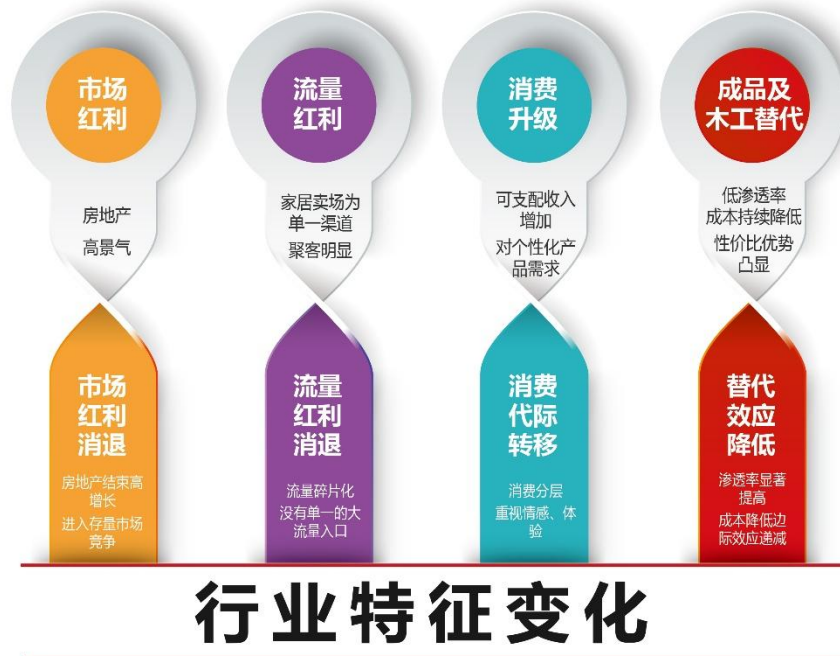 市场
红利
房地产
高景气
流量
红利
家居卖场为
单一渠道
聚客明显
消费
升级
可支配收入
增加
对个性化产
品需求
成品及
木工替代
低渗透率
成本持续降低
性价比优势
凸显
市场
红利
消退
房地产结束高
增长
进入存量市场
竞争
流量
红利
消退
流量碎片化
没有单一的大
流量入口
消费
代际
转移
消费分层
重视情感、体
验
替代
效应
降低
渗透率显著
提高
成本降低边
际效应递减
行业特征变化